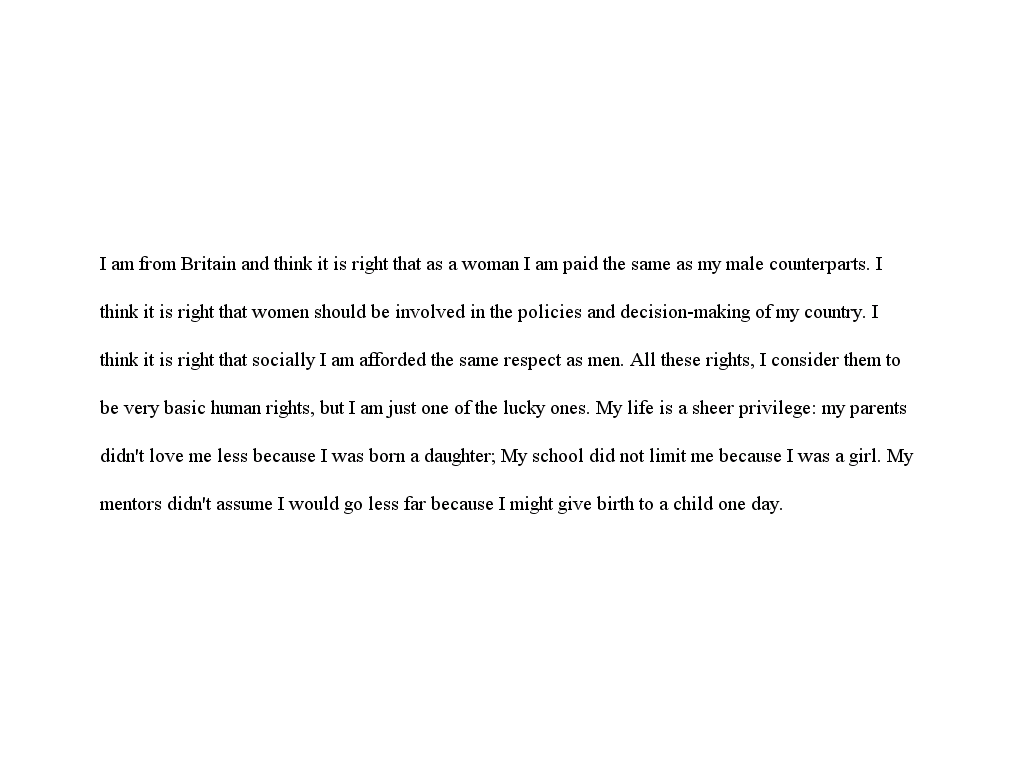 I am from Britain and think it is right that as a woman I am paid the same as my male counterparts. I
think it is right that women should be involved in the policies and decision-making of my country. I
think it is right that socially I am afforded the same respect as men. All these rights, I consider them to
be very basic human rights, but I am just one of the lucky ones. My life is a sheer privilege: my parents
didn't love me less because I was born a daughter; My school did not limit me because I was a girl. My
mentors didn't assume I would go less far because I might give birth to a child one day.